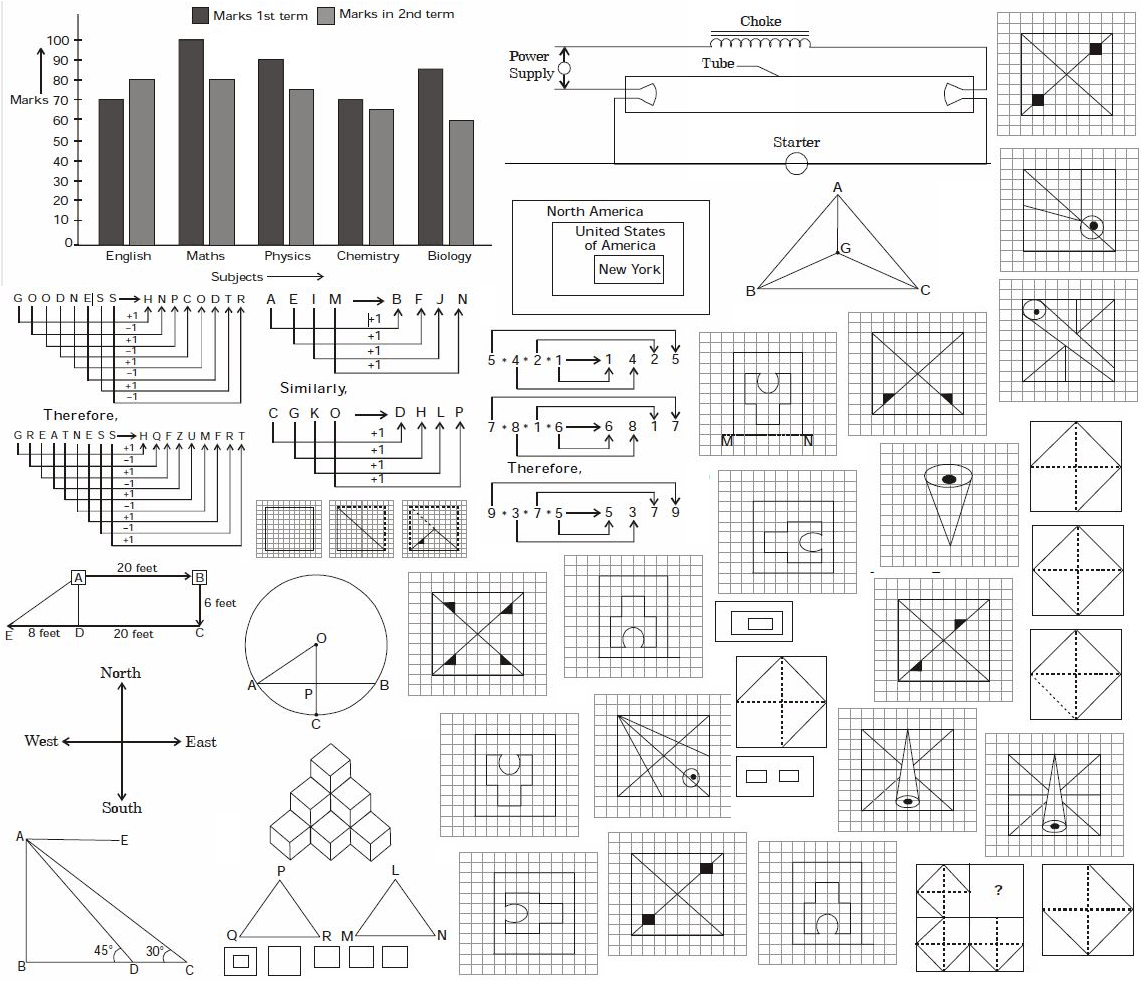 Marks 1st term Marks in 2nd term
100
90
80
Marks 70
60
50
40
30
20
10
0
English Maths Physics Chemistry Biology
Subjects
Choke
Power
Supply
Tube
Starter
North America
United States
of America
New York
A
G
B C
G O O D N E S S H N P C O D T R
+1
−1
+1
−1
+1
−1
+1
−1
Therefore,
G R E A T N E S S H Q F Z U M F R T
+1
−1
+1
−1
+1
−1
+1
−1
+1
A E I M B F J N
+1
+1
+1
+1
Similarly,
C G K O D H L P
+1
+1
+1
+1
5 * 4 * 2 * 1 1 4 2 5
7 * 8 * 1 * 6 6 8 1 7
Therefore,
9 * 3 * 7 * 5 5 3 7 9
M N
20 feet
A B
6 feet
E 8 feet D 20 feet C
O
A P B
C
North
West East
South
A E
45° 30°
B D C
P L
Q R M N
?